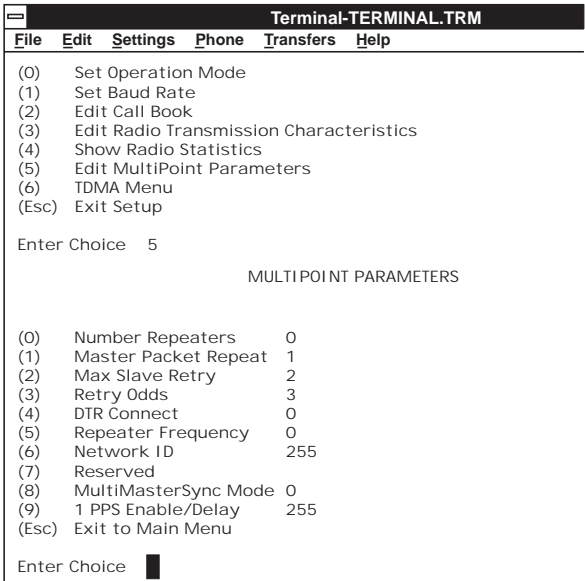 Terminal-TERMINAL.TRM
File Edit Settings Phone Transfers Help
(0) Set Operation Mode
(1) Set Baud Rate
(2) Edit Call Book
(3) Edit Radio Transmission Characteristics
(4) Show Radio Statistics
(5) Edit MultiPoint Parameters
(6) TDMA Menu
(Esc) Exit Setup
Enter Choice 5
MULTIPOINT PARAMETERS
(0) Number Repeaters 0
(1) Master Packet Repeat 1
(2) Max Slave Retry 2
(3) Retry Odds 3
(4) DTR Connect 0
(5) Repeater Frequency 0
(6) Network ID 255
(7) Reserved
(8) MultiMasterSync Mode 0
(9) 1 PPS Enable/Delay 255
(Esc) Exit to Main Menu
Enter Choice